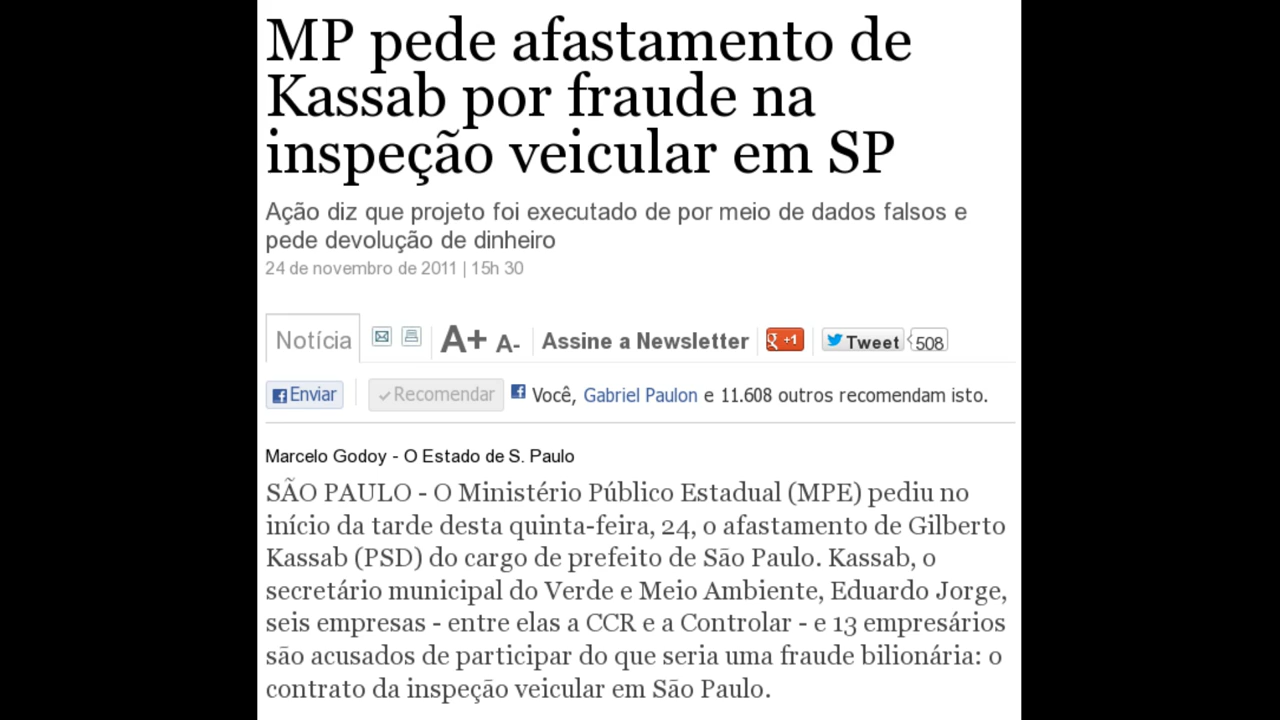 MP pede afastamento de
Kassab por fraude na
inspeção veicular em SP
Ação diz que projeto foi executado de por meio de dados falsos e
pede devolução de dinheiro
24 de novembro de 2011 | 15h 30
Notícia A+ A- Assine a Newsletter +1 Tweet 508
Enviar Recomendar Você, Gabriel Paulon e 11.608 outros recomendam isto.
Marcelo Godoy - O Estado de S. Paulo
SÃO PAULO - O Ministério Público Estadual (MPE) pediu no
início da tarde desta quinta-feira, 24, o afastamento de Gilberto
Kassab (PSD) do cargo de prefeito de São Paulo. Kassab, o
secretário municipal do Verde e Meio Ambiente, Eduardo Jorge,
seis empresas - entre elas a CCR e a Controlar - e 13 empresários
são acusados de participar do que seria uma fraude bilionária: o
contrato da inspeção veicular em São Paulo.